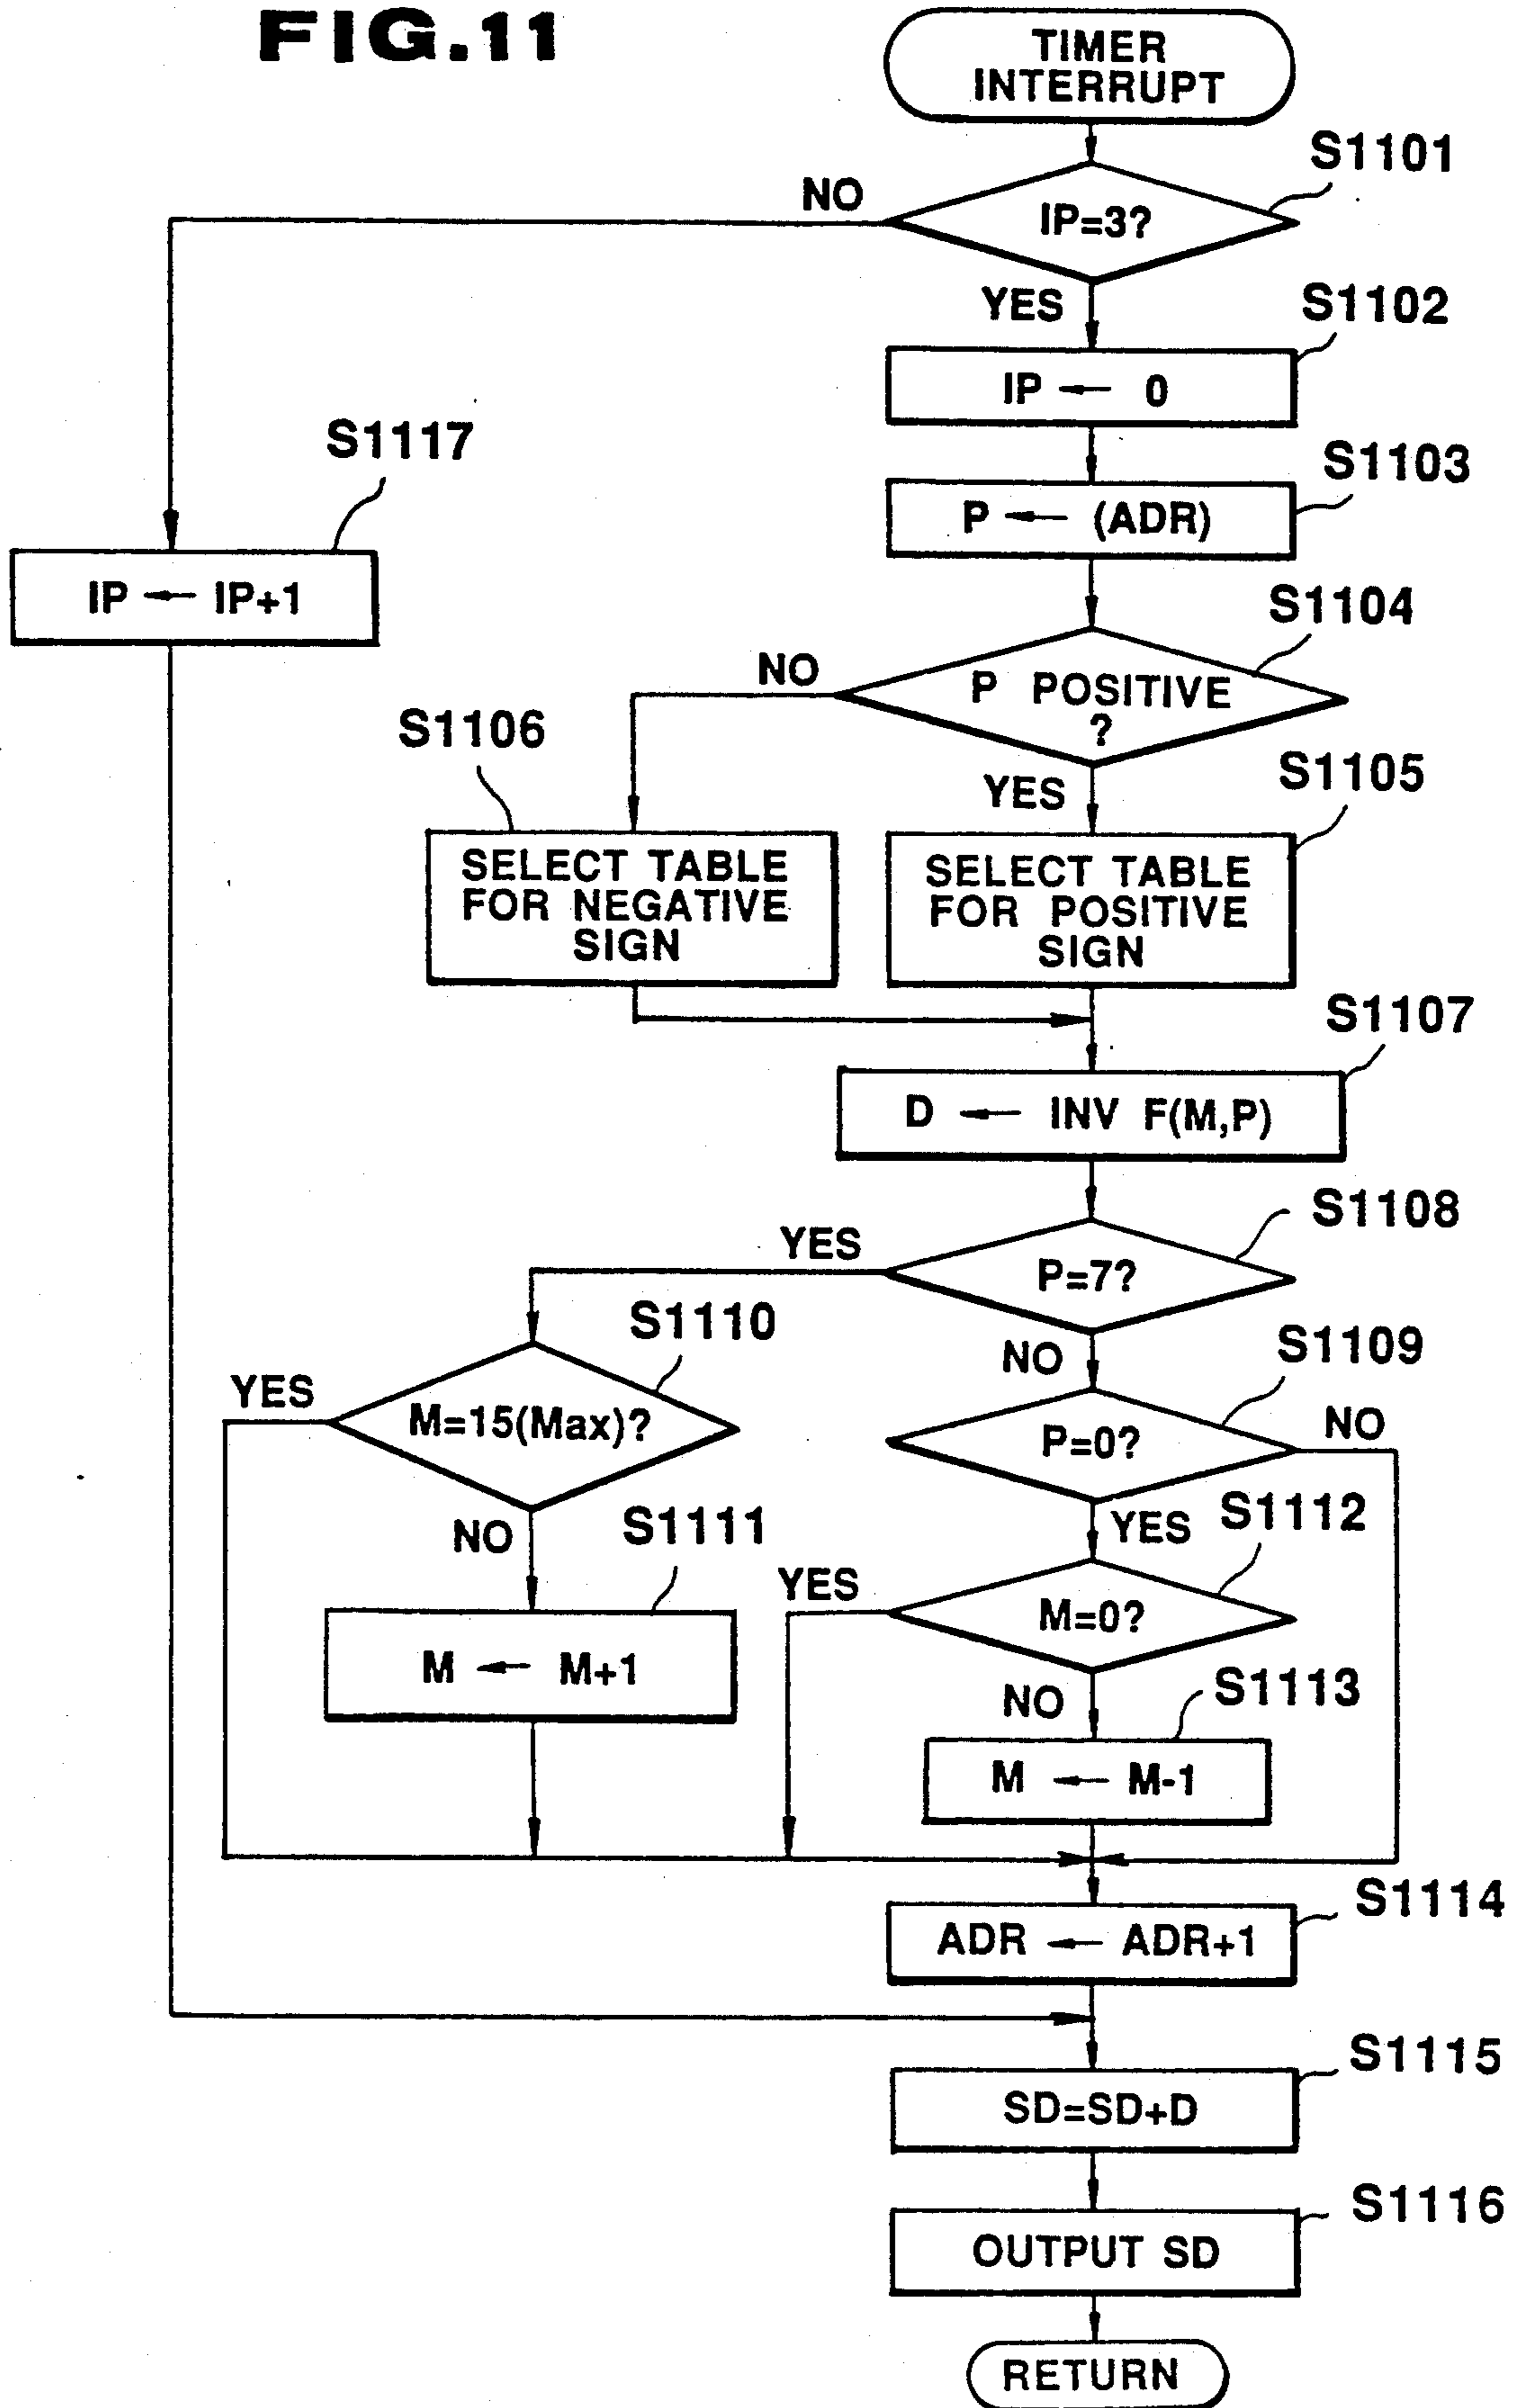 FIG.11
TIMER
INTERRUPT
S1101
NO
IP=3?
YES
S1102
IP ← 0
S1117
S1103
P ← (ADR)
IP ← IP+1
S1104
NO
P POSITIVE
?
S1106
YES
S1105
SELECT TABLE
FOR NEGATIVE
SIGN
SELECT TABLE
FOR POSITIVE
SIGN
S1107
D ← INV F(M,P)
S1108
YES
P=7?
S1110
NO
S1109
YES
M=15(Max)?
P=0?
NO
NO
S1111
YES
S1112
YES
M=0?
M ← M+1
NO
S1113
M ← M-1
S1114
ADR ← ADR+1
S1115
SD=SD+D
S1116
OUTPUT SD
RETURN